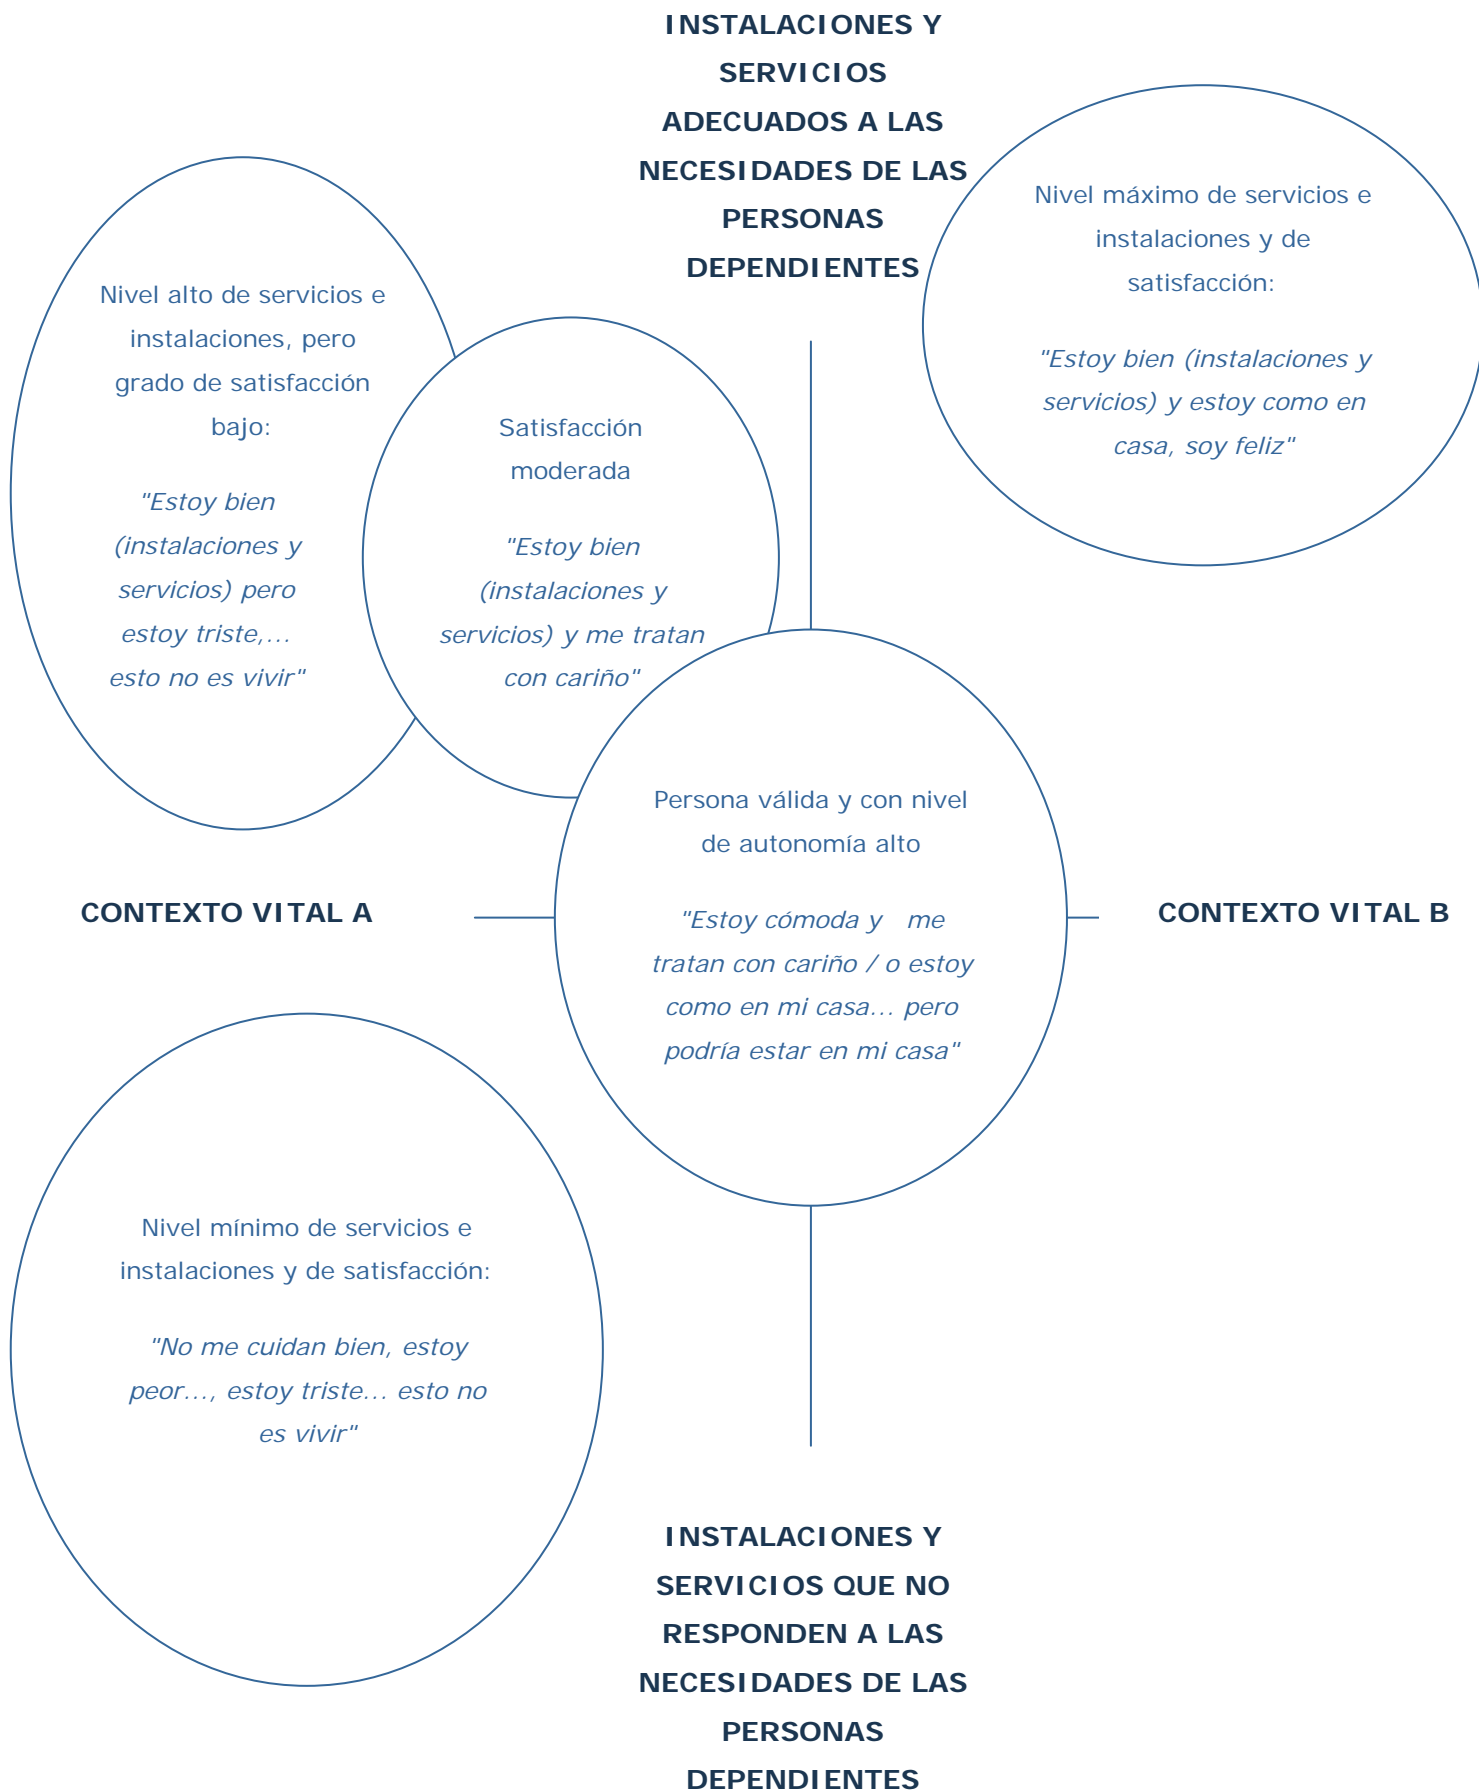 INSTALACIONES Y
SERVICIOS
ADECUADOS A LAS
NECESIDADES DE LAS
PERSONAS
DEPENDIENTES
Nivel alto de servicios e
instalaciones, pero
grado de satisfacción
bajo:
"Estoy bien
(instalaciones y
servicios) pero
estoy triste,...
esto no es vivir"
Satisfacción
moderada
"Estoy bien
(instalaciones y
servicios) y me tratan
con cariño"
Nivel máximo de servicios e
instalaciones y de
satisfacción:
"Estoy bien (instalaciones y
servicios) y estoy como en
casa, soy feliz"
Persona válida y con nivel
de autonomía alto
"Estoy cómoda y me
tratan con cariño / o estoy
como en mi casa... pero
podría estar en mi casa"
CONTEXTO VITAL A
CONTEXTO VITAL B
Nivel mínimo de servicios e
instalaciones y de satisfacción:
"No me cuidan bien, estoy
peor..., estoy triste... esto no
es vivir"
INSTALACIONES Y
SERVICIOS QUE NO
RESPONDEN A LAS
NECESIDADES DE LAS
PERSONAS
DEPENDIENTES